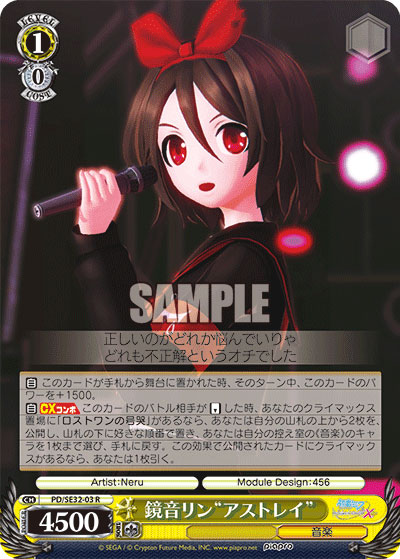 LEVEL
1
0
COST
SAMPLE
正しいのがどれか悩んでいりゃ
どれも不正解というオチでした
このカードが手札から舞台に置かれた時、そのターン中、このカードのパ
ワーを+1500。
CXコンボ このカードのバトル相手が した時、あなたのクライマックス
置場に「ロストワンの号哭」があるなら、あなたは自分の山札の上から2枚を、
公開し、山札の下に好きな順番で置き、あなたは自分の控え室の《音楽》のキャ
ラを1枚まで選び、手札に戻す。この効果で公開されたカードにクライマッ
クスがあるなら、あなたは1枚引く。
Artist:Neru
Module Design:456
CH
PD/SE32-03 R
4500
鏡音リン“アストレイ”
音楽
© SEGA / © Crypton Future Media, INC. www.piapro.net piapro